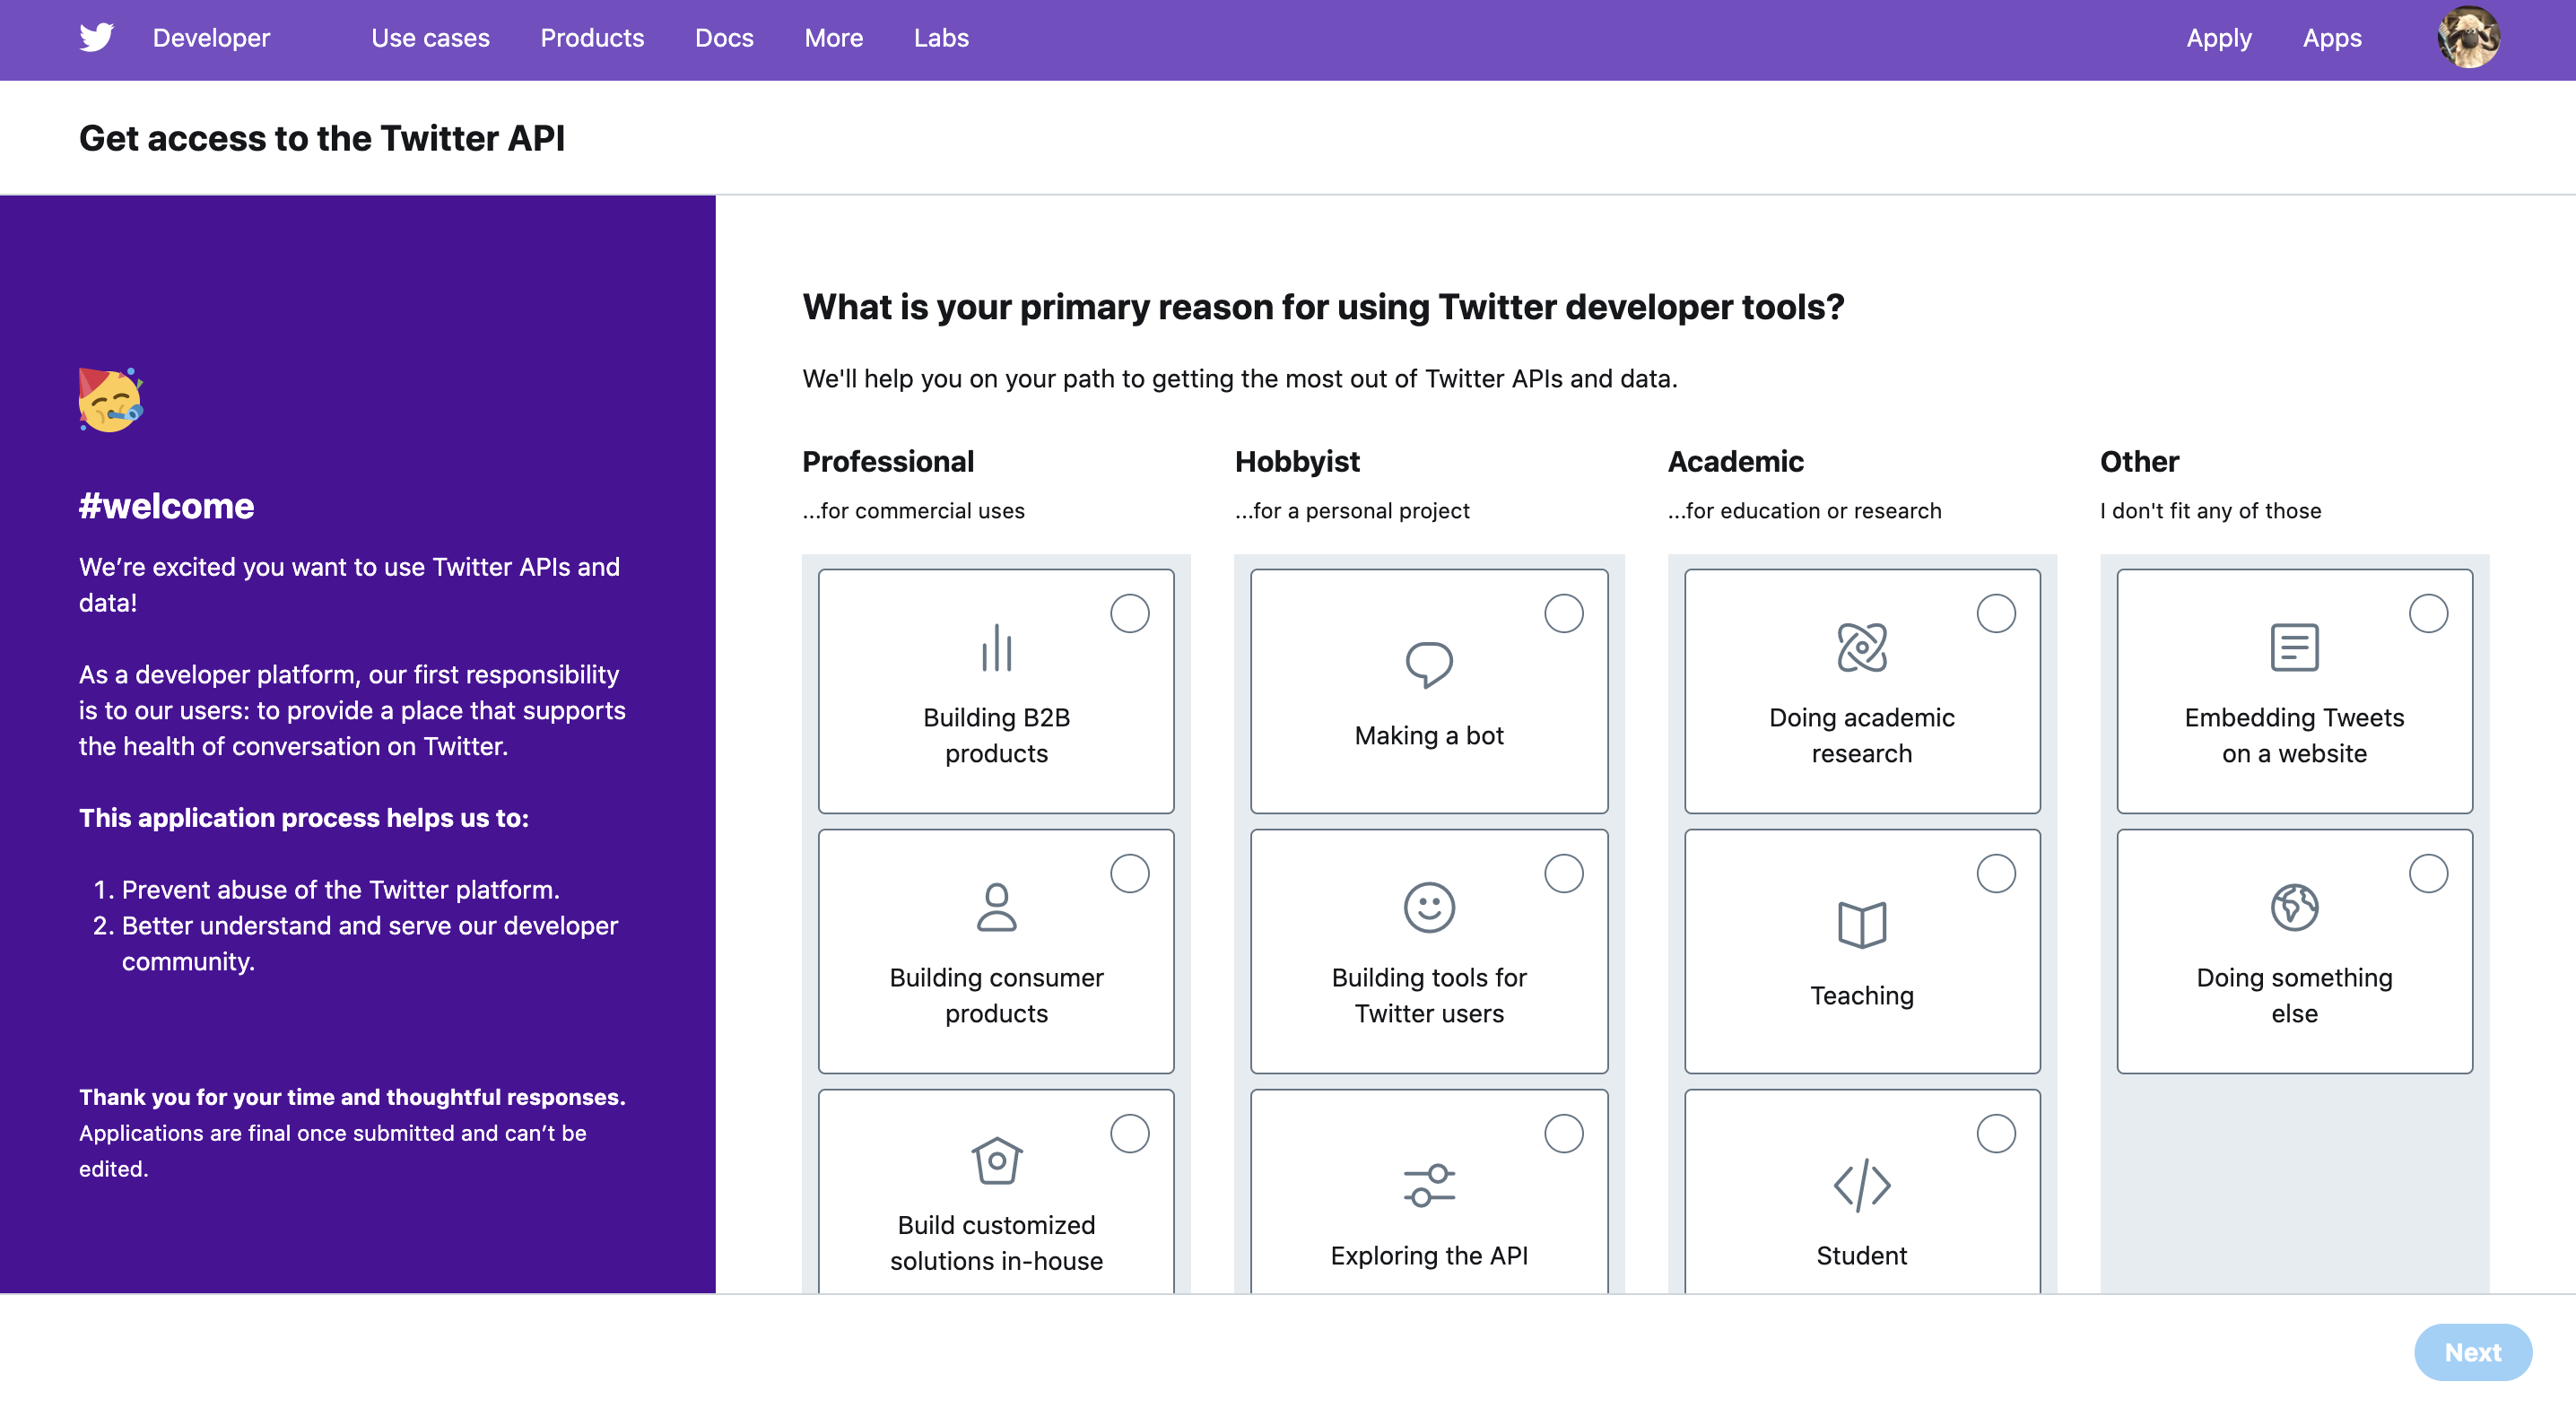 Developer
Use cases
Products
Docs
More
Labs
Apply
Apps
Get access to the Twitter API
#welcome
We’re excited you want to use Twitter APIs and
data!
As a developer platform, our first responsibility
is to our users: to provide a place that supports
the health of conversation on Twitter.
This application process helps us to:
1. Prevent abuse of the Twitter platform.
2. Better understand and serve our developer
community.
Thank you for your time and thoughtful responses.
Applications are final once submitted and can’t be
edited.
What is your primary reason for using Twitter developer tools?
We'll help you on your path to getting the most out of Twitter APIs and data.
Professional
...for commercial uses
Building B2B
products
Building consumer
products
Build customized
solutions in-house
Hobbyist
...for a personal project
Making a bot
Building tools for
Twitter users
Exploring the API
Academic
...for education or research
Doing academic
research
Teaching
Student
Other
I don't fit any of those
Embedding Tweets
on a website
Doing something
else
Next